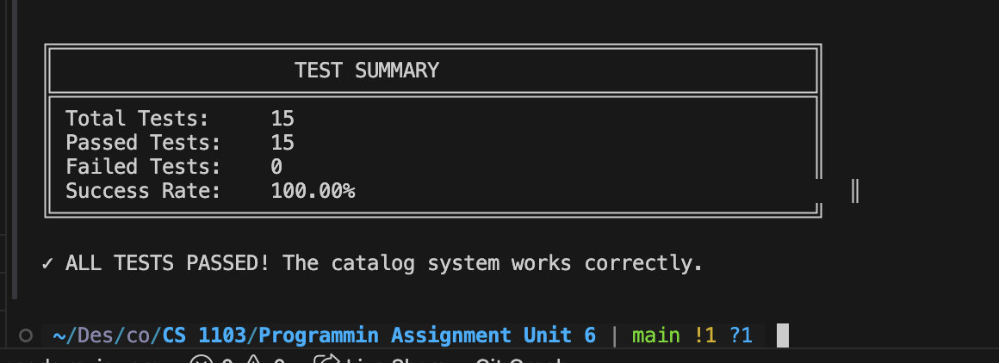 TEST SUMMARY
Total Tests: 15
Passed Tests: 15
Failed Tests: 0
Success Rate: 100.00%
✓ ALL TESTS PASSED! The catalog system works correctly.
~/Des/co/CS 1103/Programmin Assignment Unit 6 | main !1 ?1